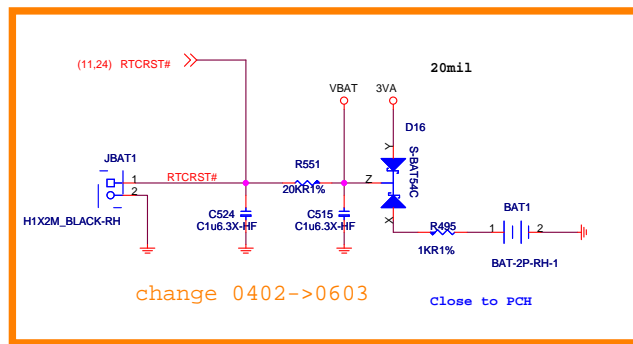 (11,24) RTCRST#
20mil
VBAT
3VA
D16
Y
S-BAT54C
JBAT1
R551
1
RTCRST#
Z
2
20KR1%
BAT1
C524
C515
X
R495
H1X2M_BLACK-RH
C1u6.3X-HF
C1u6.3X-HF
1
2
1KR1%
BAT-2P-RH-1
change 0402->0603
Close to PCH